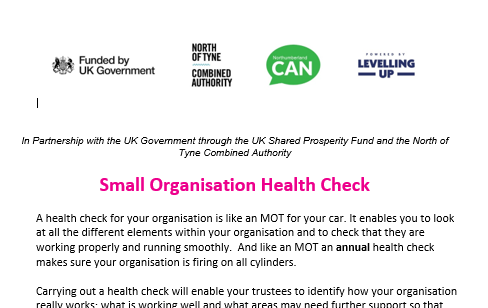 Funded by
UK Government
NORTH
OF TYNE
COMBINED
AUTHORITY
Northumberland
CAN
POWERED BY
LEVELLING
UP
In Partnership with the UK Government through the UK Shared Prosperity Fund and the North of
Tyne Combined Authority
Small Organisation Health Check
A health check for your organisation is like an MOT for your car. It enables you to look
at all the different elements within your organisation and to check that they are
working properly and running smoothly.  And like an MOT an annual health check
makes sure your organisation is firing on all cylinders.
Carrying out a health check will enable your trustees to identify how your organisation
really works: what is working well and what areas may need further support so that